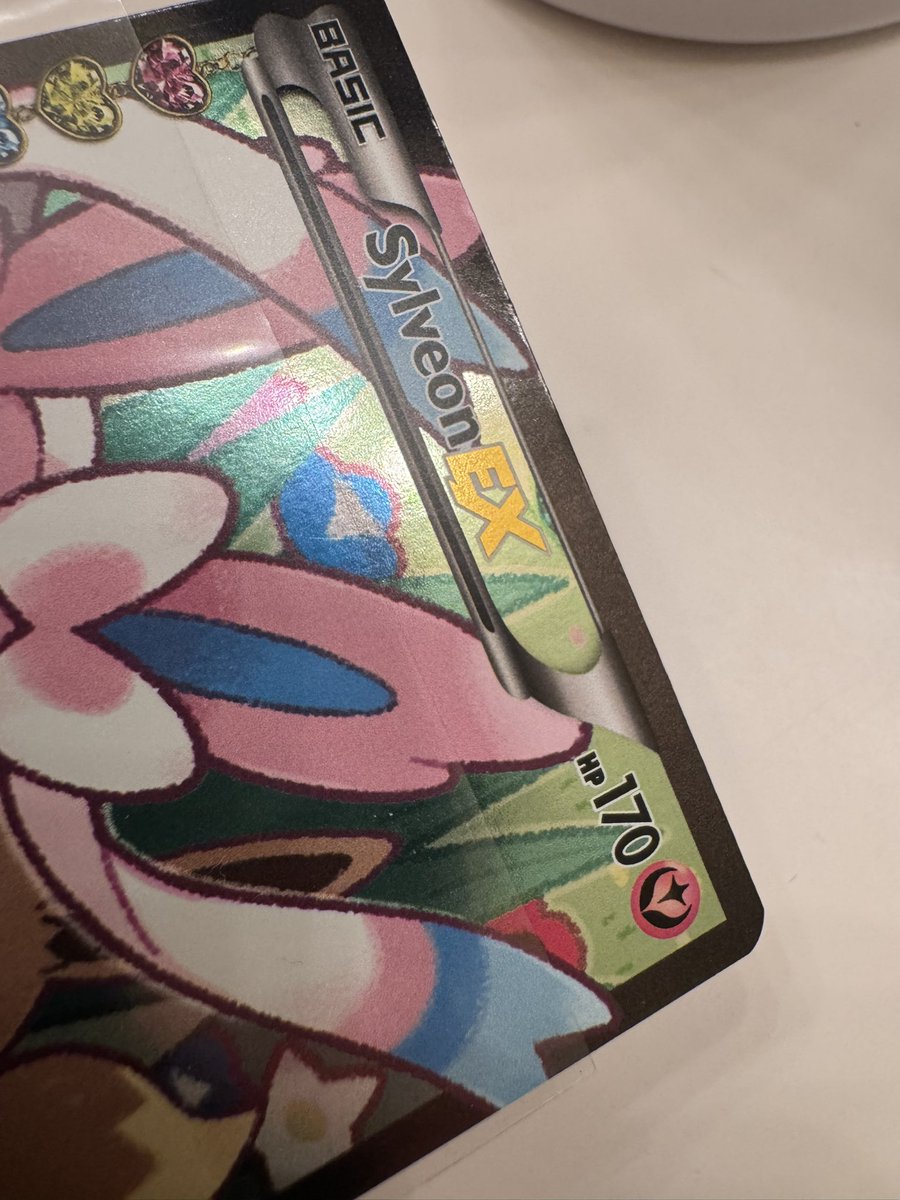 BASIC
Sylveon EX
HP 170